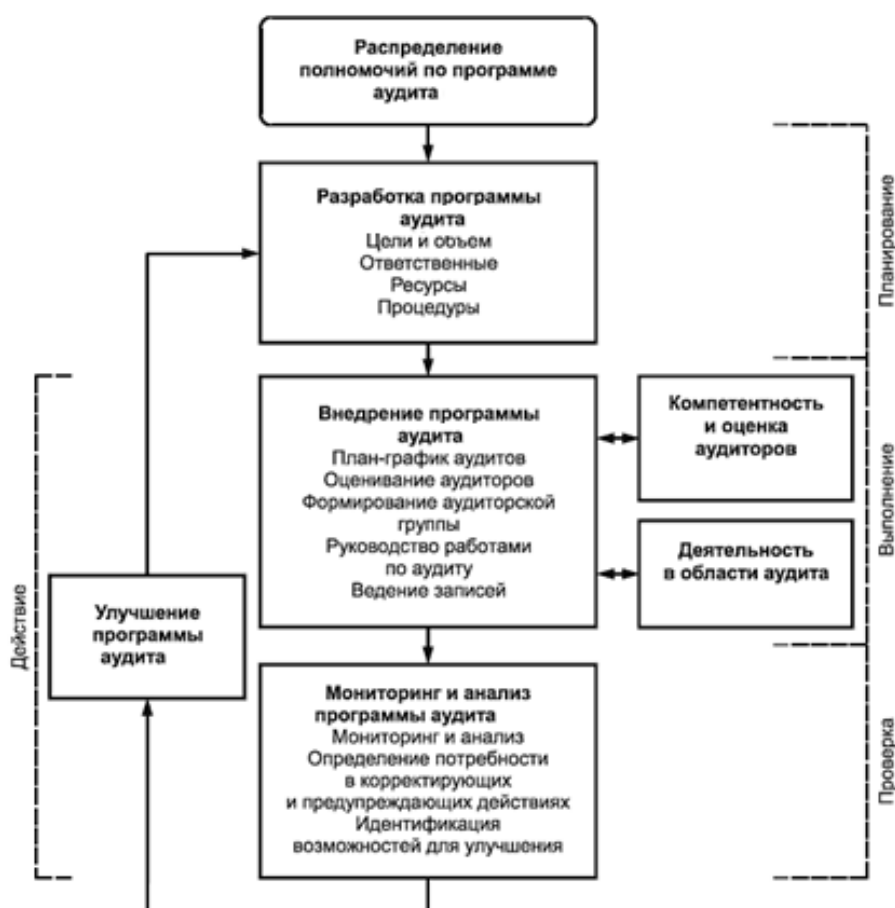 Распределение
полномочий по программе
аудита
Разработка программы
аудита
Цели и объем
Ответственные
Ресурсы
Процедуры
Планирование
Внедрение программы
аудита
План-график аудитов
Оценивание аудиторов
Формирование аудиторской
группы
Руководство работами
по аудиту
Ведение записей
Компетентность
и оценка
аудиторов
Деятельность
в области аудита
Выполнение
Действие
Улучшение
программы
аудита
Мониторинг и анализ
программы аудита
Мониторинг и анализ
Определение потребности
в корректирующих
и предупреждающих действиях
Идентификация
возможностей для улучшения
Проверка